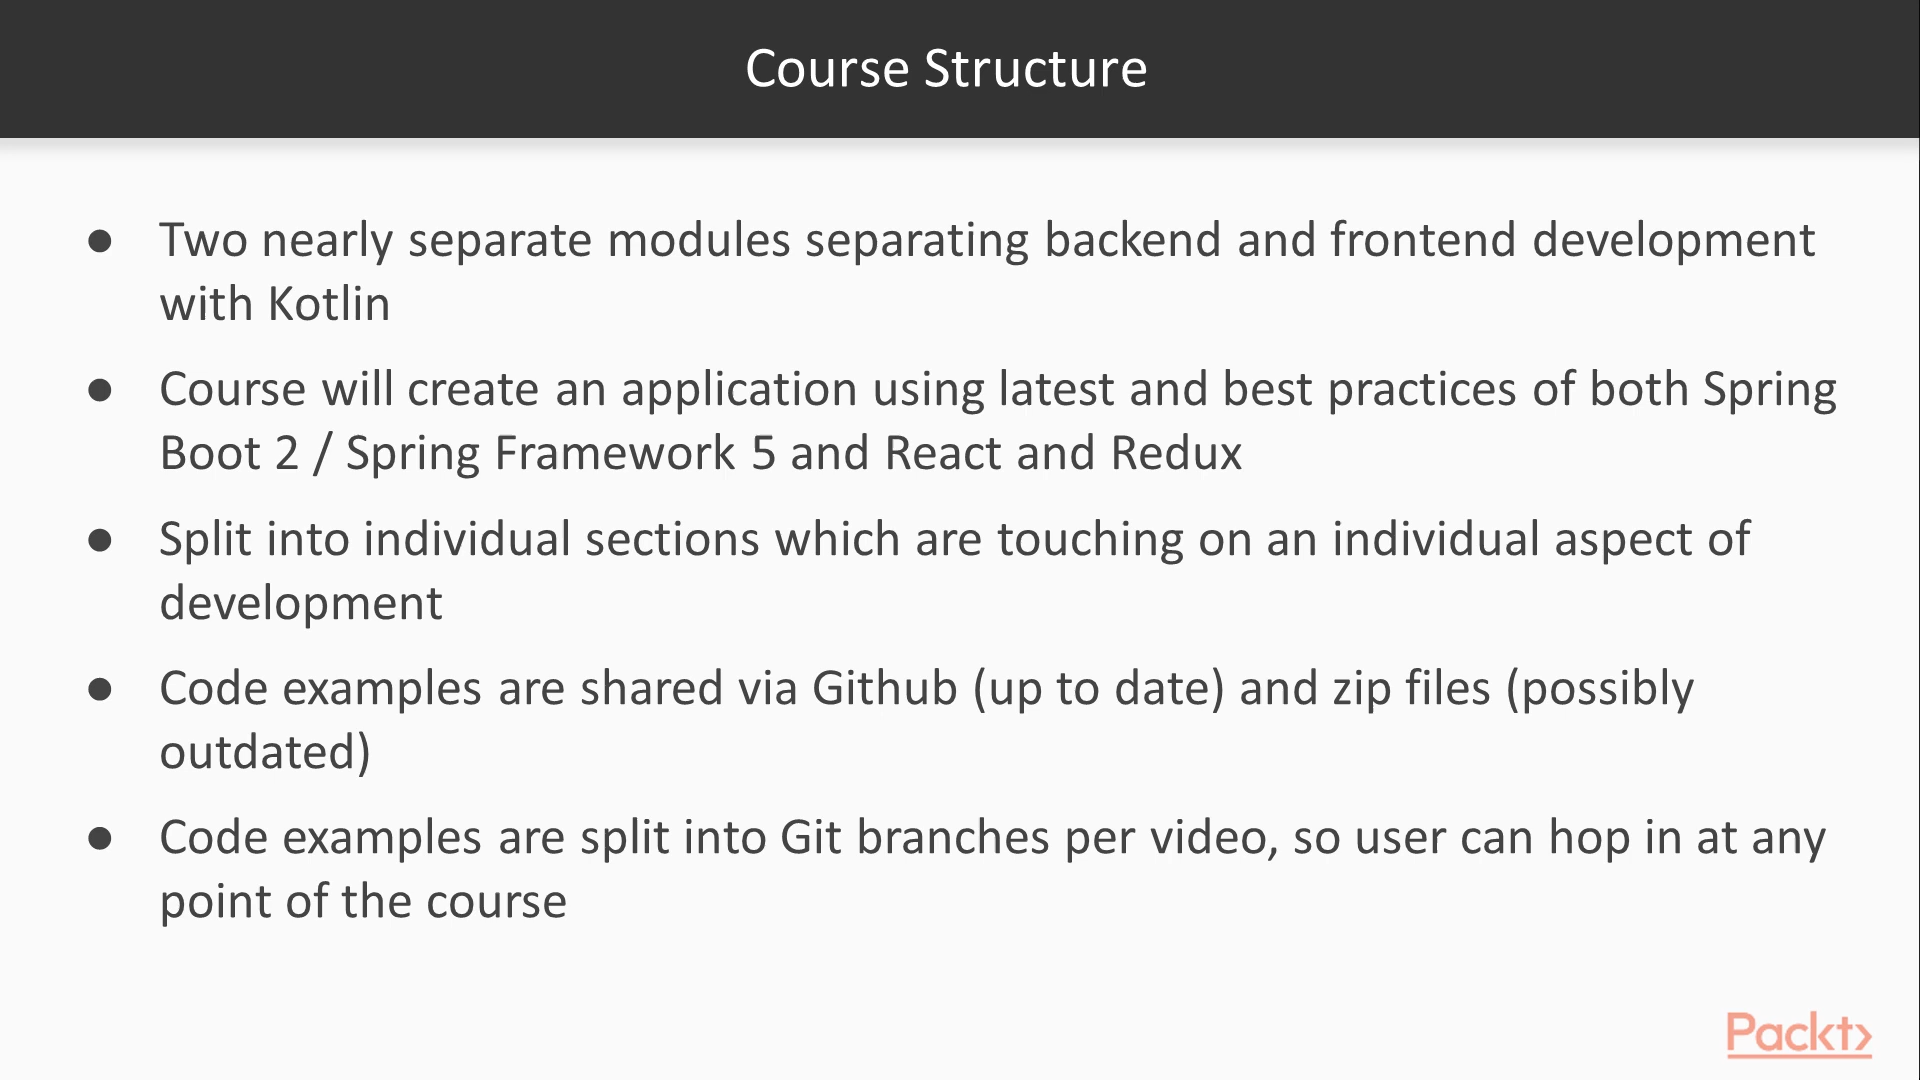 Course Structure
● Two nearly separate modules separating backend and frontend development
with Kotlin
● Course will create an application using latest and best practices of both Spring
Boot 2 / Spring Framework 5 and React and Redux
● Split into individual sections which are touching on an individual aspect of
development
● Code examples are shared via Github (up to date) and zip files (possibly
outdated)
● Code examples are split into Git branches per video, so user can hop in at any
point of the course
Packt>